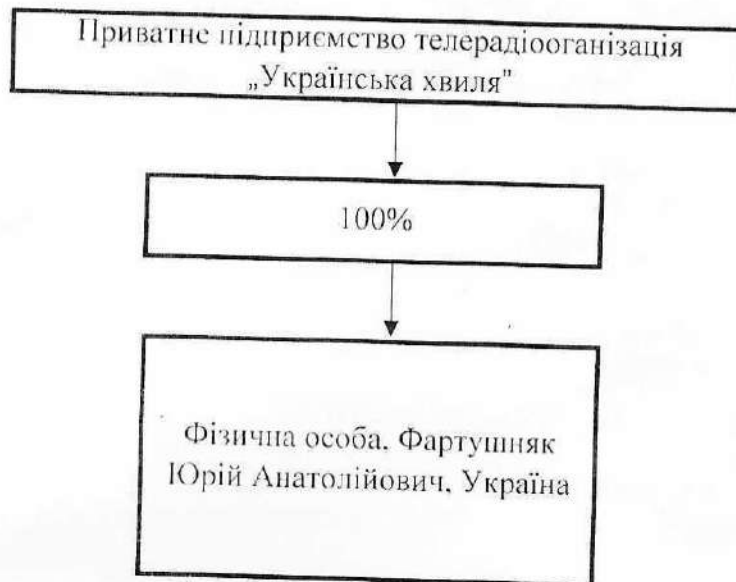 Приватне підприємство телерадіооганізація
„Українська хвиля"
100%
Фізична особа, Фартушняк
Юрій Анатолійович, Україна